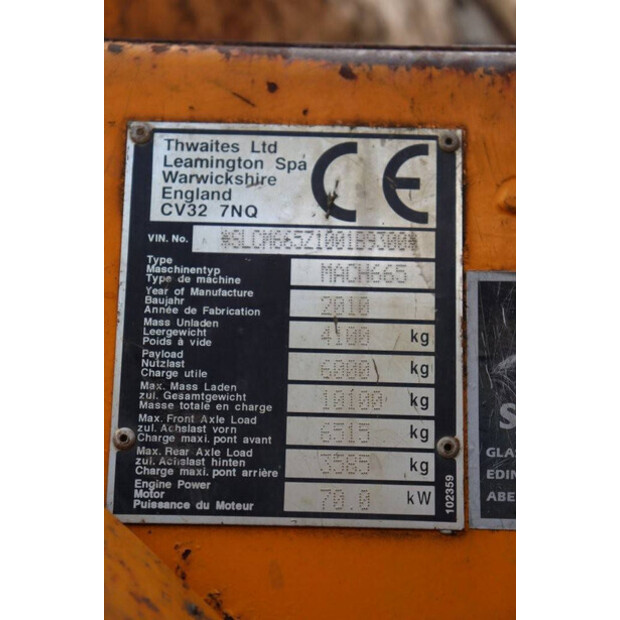 Thwaites Ltd
Leamington Spa
Warwickshire
England
CV32 7NQ
CE
VIN. No. *SLCM665Z1001B9300*
Type
Maschinentyp
Type de machine
MACH665
Year of Manufacture
Baujahr
Année de Fabrication
2010
Mass Unladen
Leergewicht
Poids à vide
4100 kg
Payload
Nutzlast
Charge utile
6000 kg
Max. Mass Laden
zul. Gesamtgewicht
Masse totale en charge
10100 kg
Max. Front Axle Load
zul. Achslast vorn
Charge maxi. pont avant
6515 kg
Max. Rear Axle Load
zul. Achslast hinten
Charge maxi. pont arrière
3585 kg
Engine Power
Motor
Puissance du Moteur
70.0 kW
102359
S
GLAS
EDIN
ABE